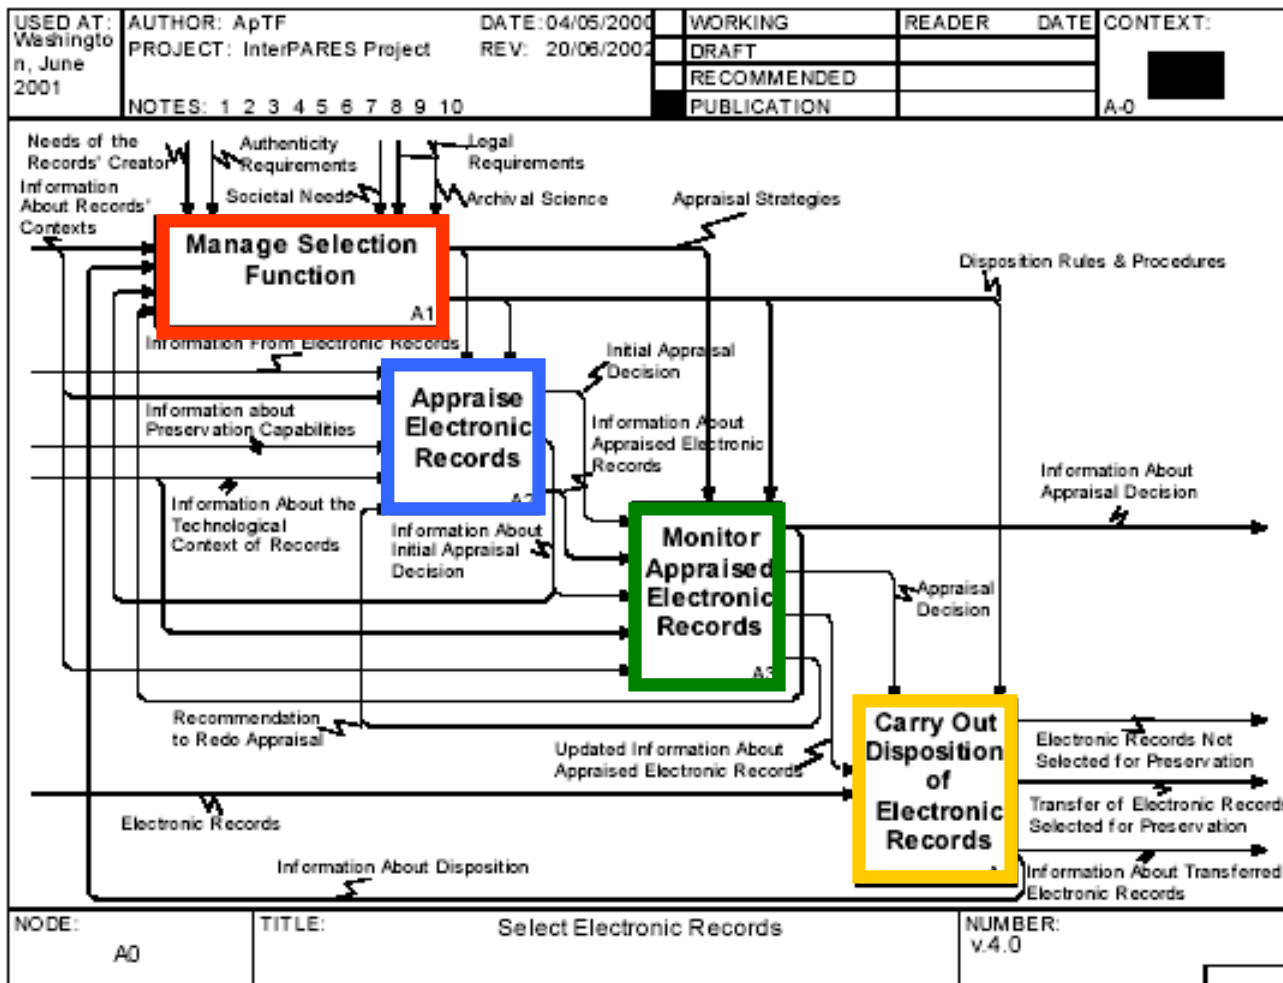 USED AT:
Washingto
n, June
2001
AUTHOR: ApTF
PROJECT: InterPARES Project
NOTES: 1 2 3 4 5 6 7 8 9 10
DATE: 04/05/2000
REV: 20/06/2002
WORKING
DRAFT
RECOMMENDED
PUBLICATION
READER DATE
CONTEXT:
A-0
Needs of the
Records' Creator
Authenticity
Requirements
Legal
Requirements
Information
About Records'
Contexts
Societal Needs
Archival Science
Appraisal Strategies
Manage Selection
Function
A1
Disposition Rules & Procedures
Information From Electronic Records
Initial Appraisal
Decision
Appraise
Electronic
Records
A2
Information about
Preservation Capabilities
Information About
Appraised Electronic
Records
Information About
Appraisal Decision
Information About the
Technological
Context of Records
Information About
Initial Appraisal
Decision
Monitor
Appraised
Electronic
Records
A3
Appraisal
Decision
Recommendation
to Redo Appraisal
Updated Information About
Appraised Electronic Records
Carry Out
Disposition
of
Electronic
Records
Electronic Records Not
Selected for Preservation
Transfer of Electronic Records
Selected for Preservation
Electronic Records
Information About Disposition
Information About Transferred
Electronic Records
NODE:
A0
TITLE:
Select Electronic Records
NUMBER:
v.4.0